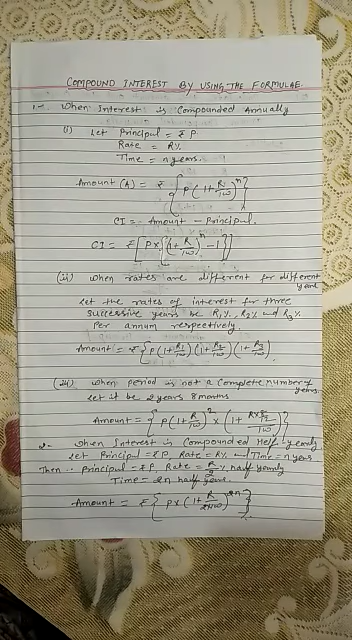 COMPOUND INTEREST BY USING THE FORMULAE.
1.- When Interest is Compounded Annually
(i) Let Principal = ₹ P.
Rate = R%.
Time = n years.
Amount (A) = ₹ { P(1+R/100)^n }
CI = Amount - Principal.
CI = ₹ [ P×{(1+R/100)^n -1} ]
(ii) When rates are different for different years
Let the rates of interest for three
Successive years be R₁%, R₂% and R₃%
Per annum respectively.
Amount = ₹ { P(1+R₁/100)(1+R₂/100)(1+R₃/100) }.
(iii) When period is not a Complete number of years.
Let it be 2 years 8 months
Amount = { P(1+R/100)^2 × (1+ /100) }
2.- When Interest is Compounded Half yearly
Let Principal = ₹ P, Rate = R% and Time = n years
Then :- Principal = ₹ P, Rate = R/2 % half yearly
Time = 2n half years.
Amount = ₹ { P×(1+R/2×100)^2n }